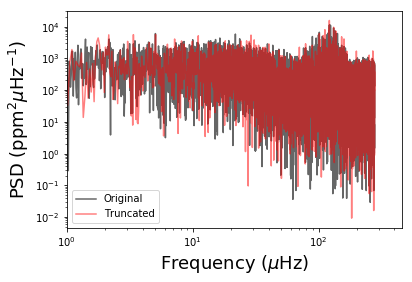 PSD (ppm²μHz⁻¹)
10⁴
10³
10²
10¹
10⁰
10⁻¹
10⁻²
Original
Truncated
10⁰ 10¹ 10²
Frequency (μHz)